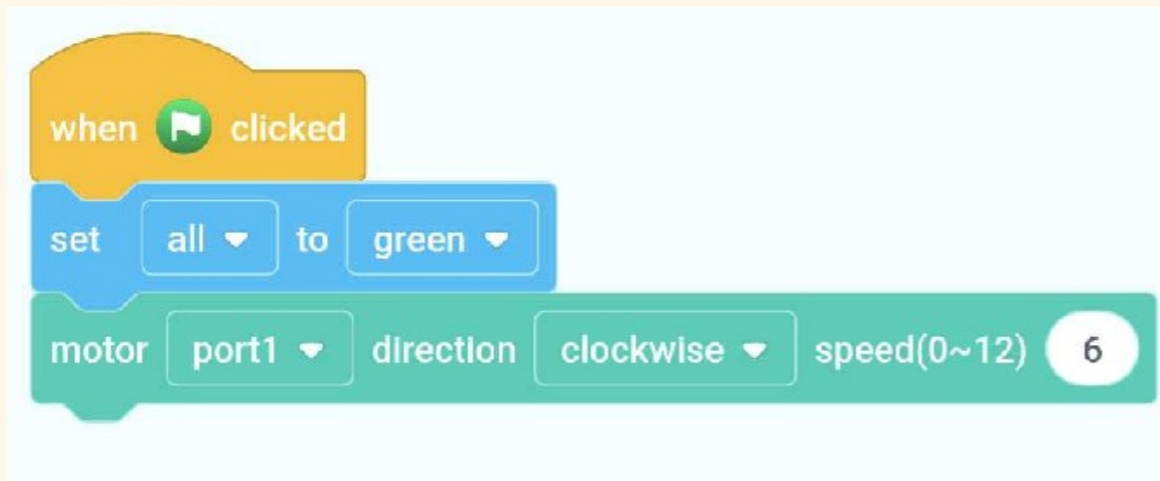 when clicked
set all to green
motor port1 direction clockwise speed(0~12) 6